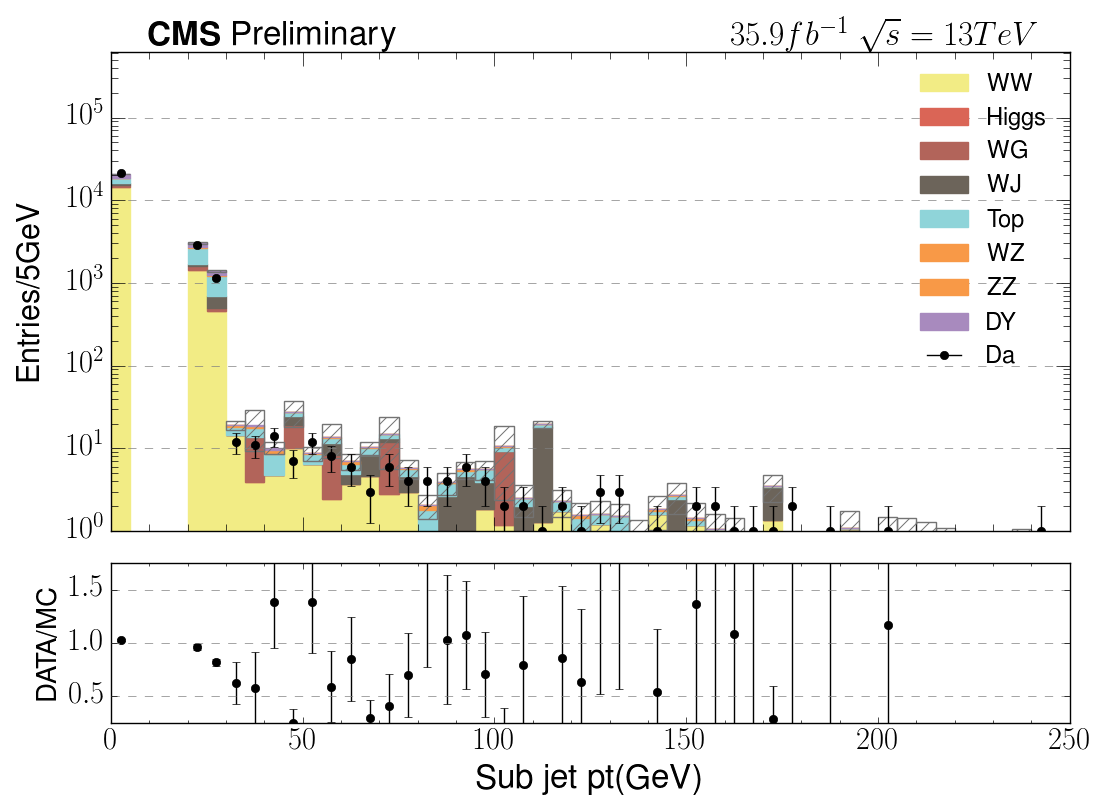 CMS Preliminary 35.9fb⁻¹ √s = 13TeV
WW
Higgs
WG
WJ
Top
WZ
ZZ
DY
Da
Entries/5GeV
10⁵
10⁴
10³
10²
10¹
10⁰
DATA/MC
1.5
1.0
0.5
0 50 100 150 200 250
Sub jet pt(GeV)